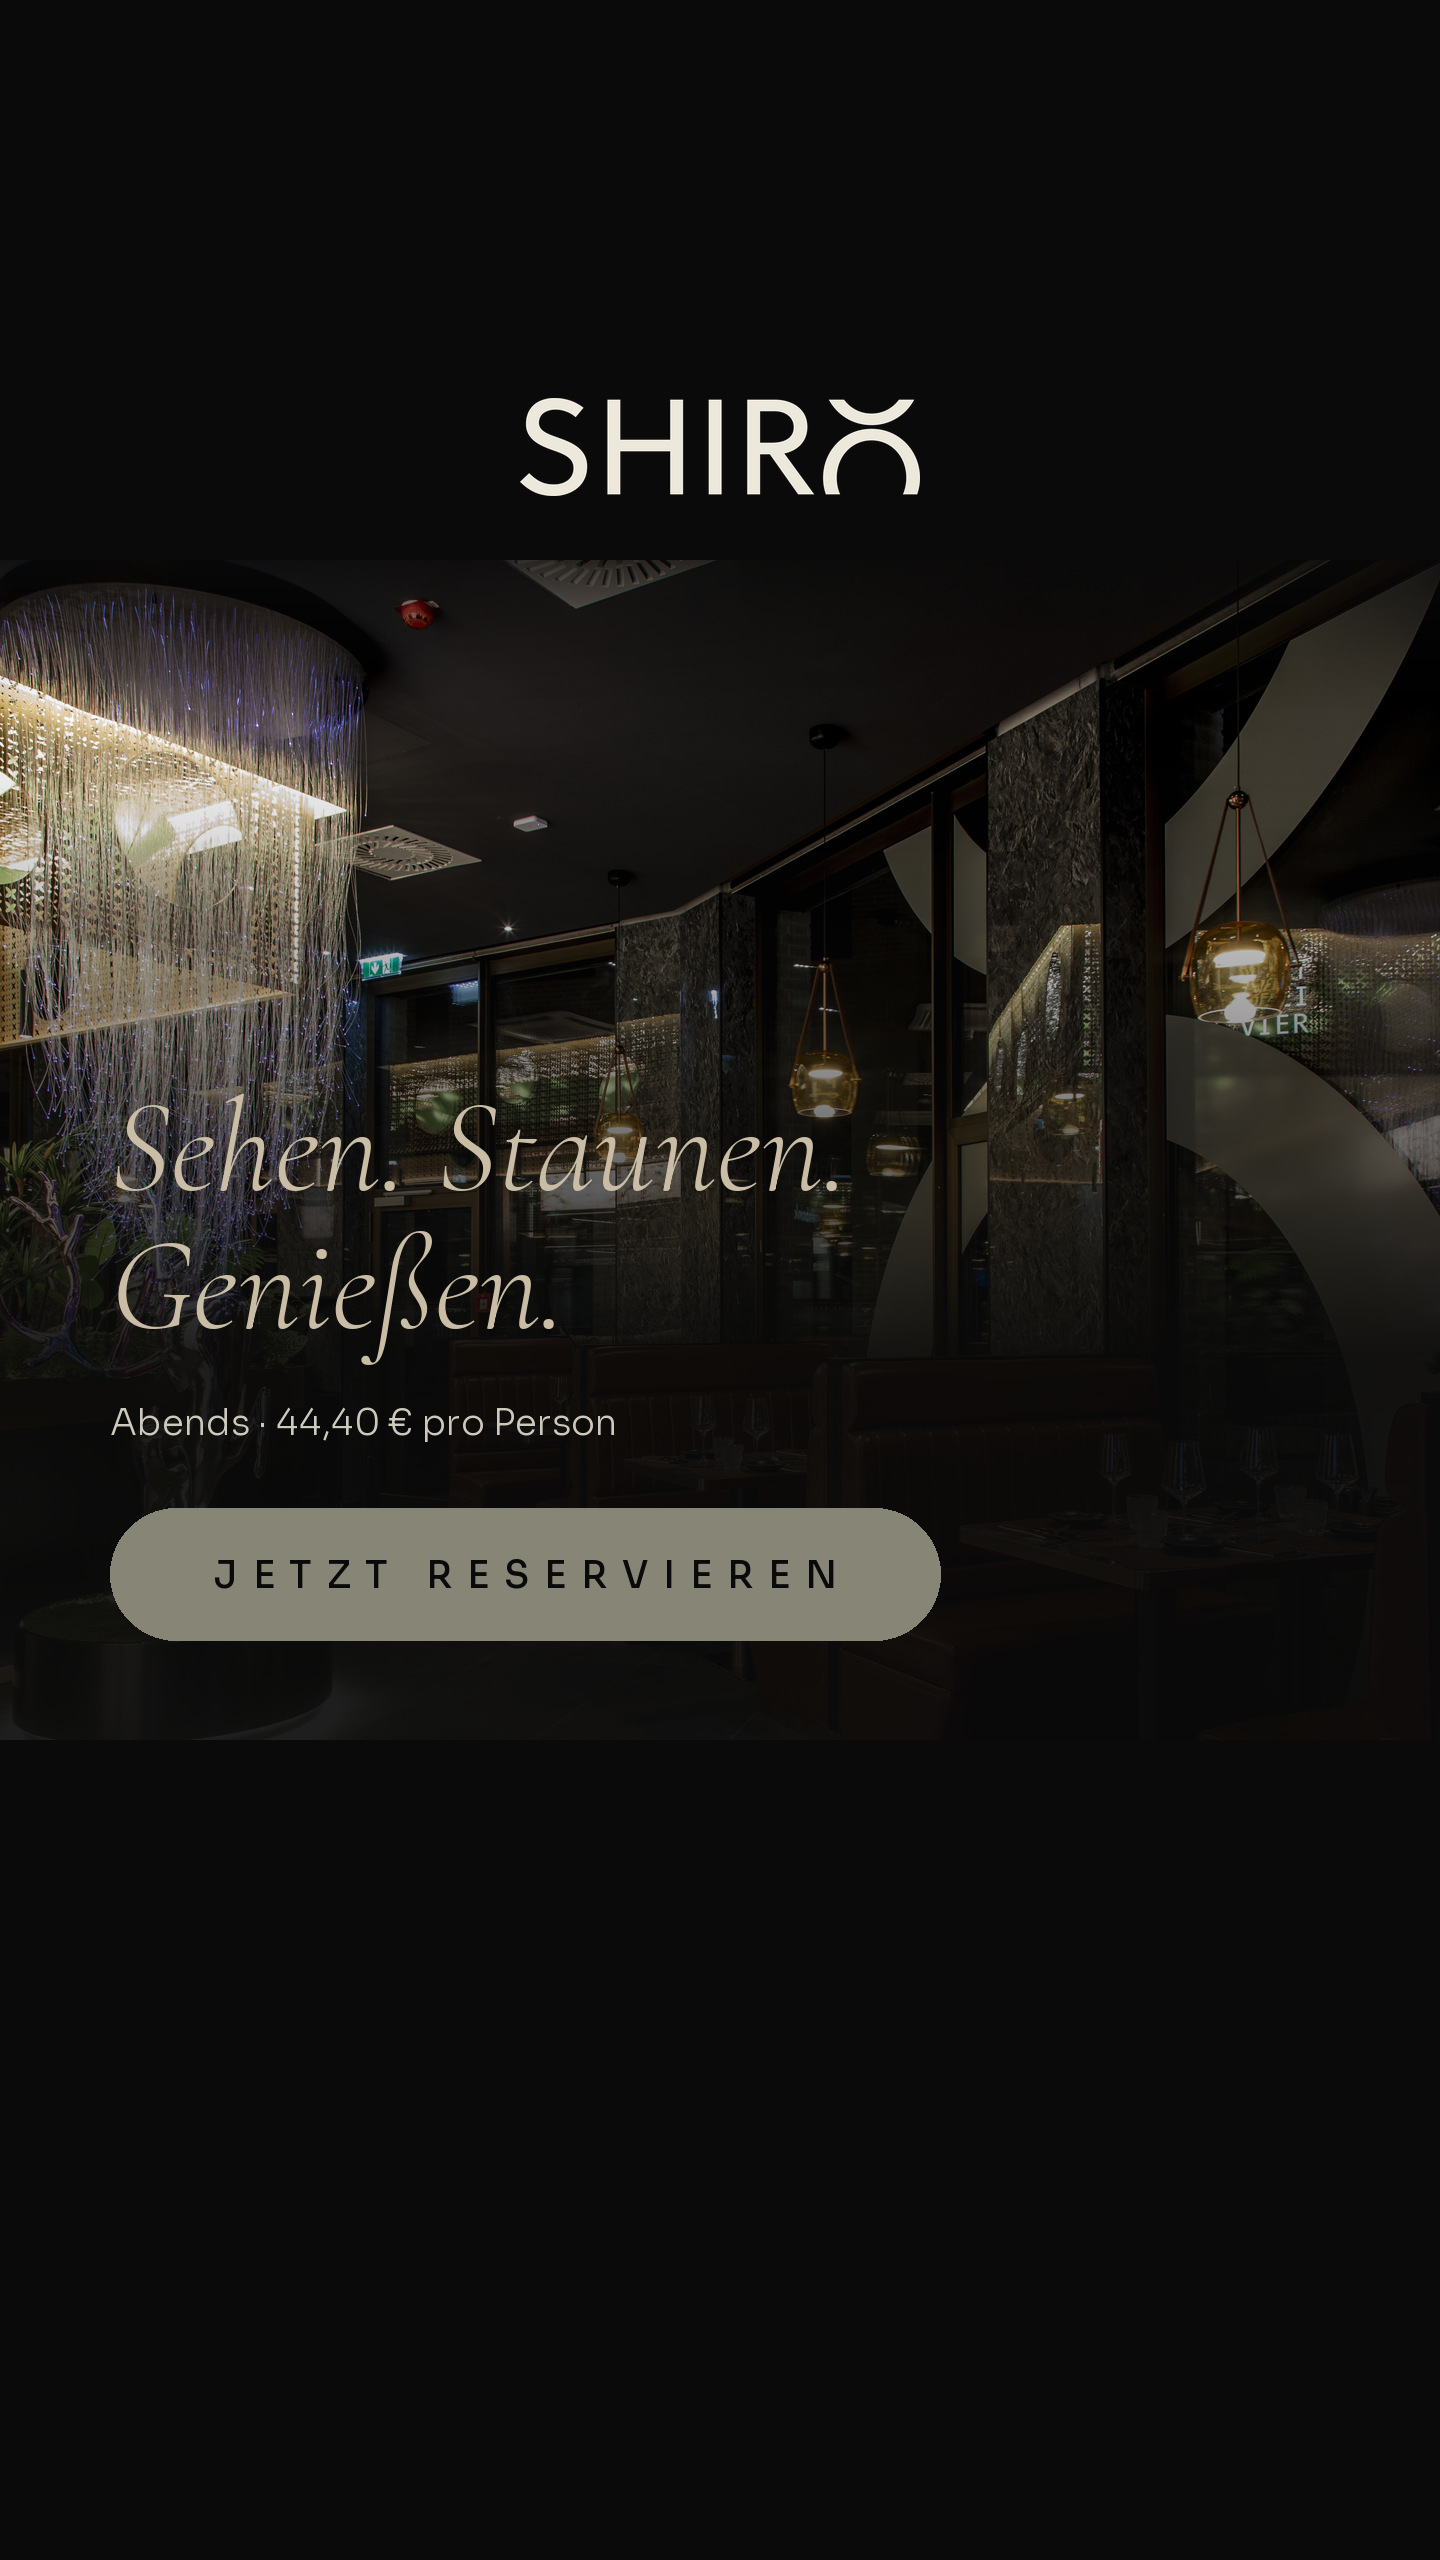 SHIRO
Sehen. Staunen.
Genießen.
Abends · 44,40 € pro Person
JETZT RESERVIEREN